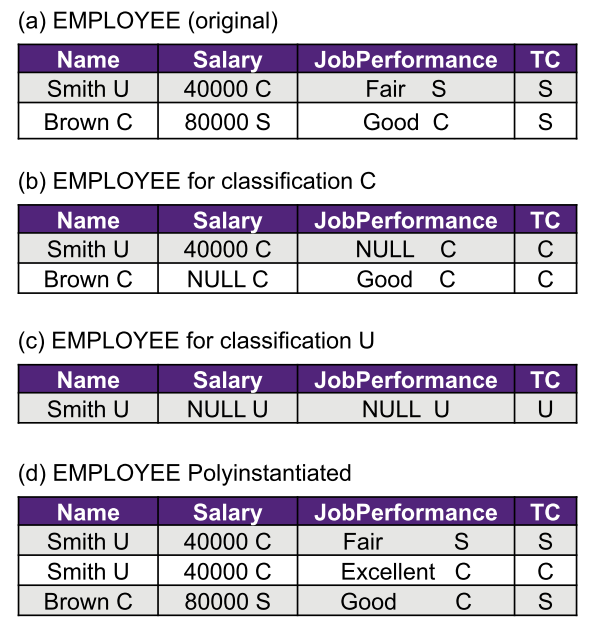 (a) EMPLOYEE (original)
Name Salary JobPerformance TC
Smith U 40000 C Fair S S
Brown C 80000 S Good C S
(b) EMPLOYEE for classification C
Name Salary JobPerformance TC
Smith U 40000 C NULL C C
Brown C NULL C Good C C
(c) EMPLOYEE for classification U
Name Salary JobPerformance TC
Smith U NULL U NULL U U
(d) EMPLOYEE Polyinstantiated
Name Salary JobPerformance TC
Smith U 40000 C Fair S S
Smith U 40000 C Excellent C C
Brown C 80000 S Good C S